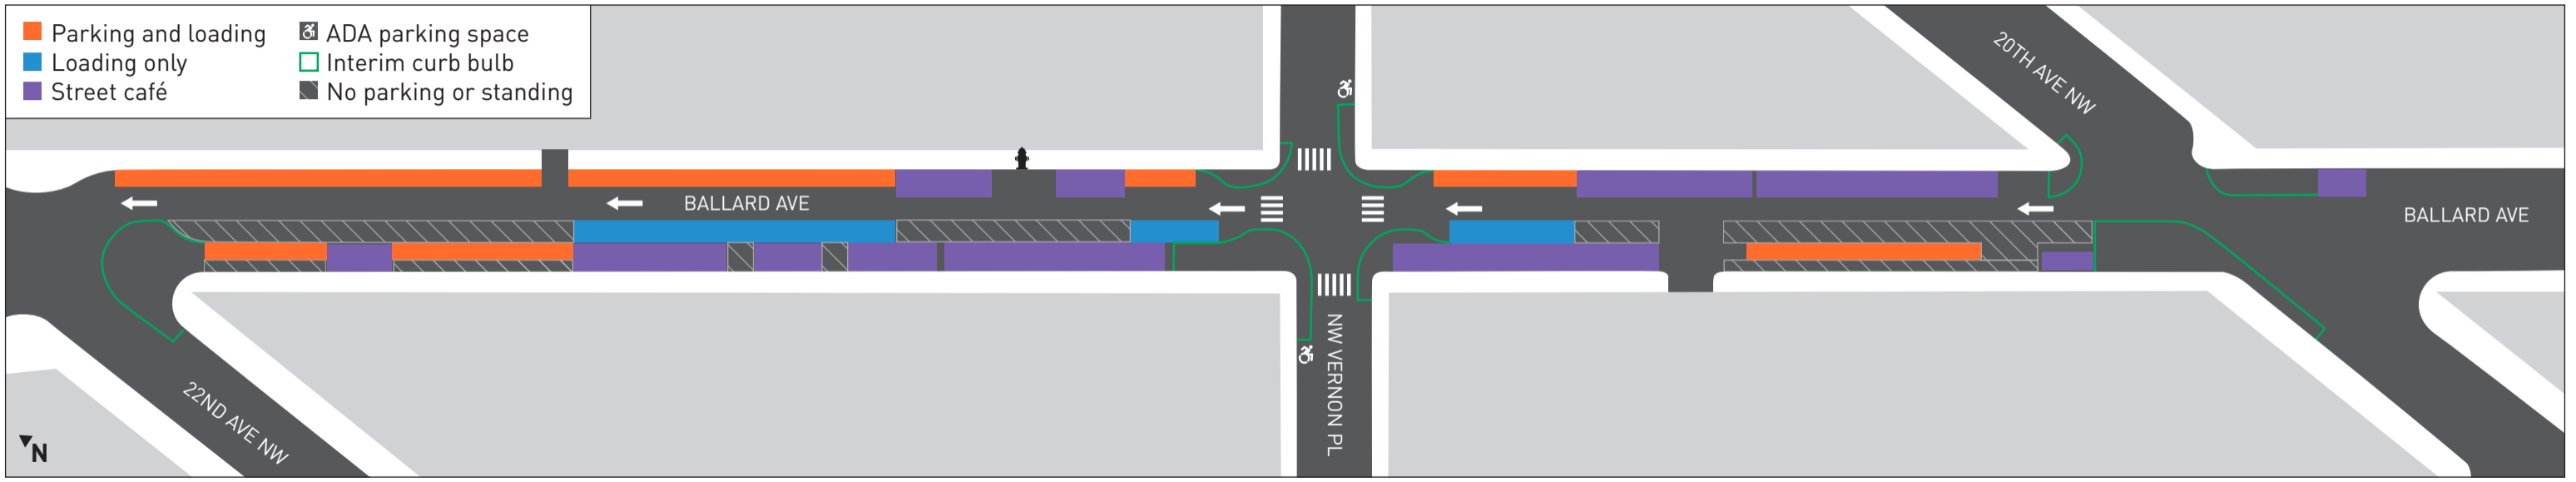 Parking and loading
Loading only
Street café
ADA parking space
Interim curb bulb
No parking or standing
20TH AVE NW
BALLARD AVE
BALLARD AVE
NW VERNON PL
22ND AVE NW
N